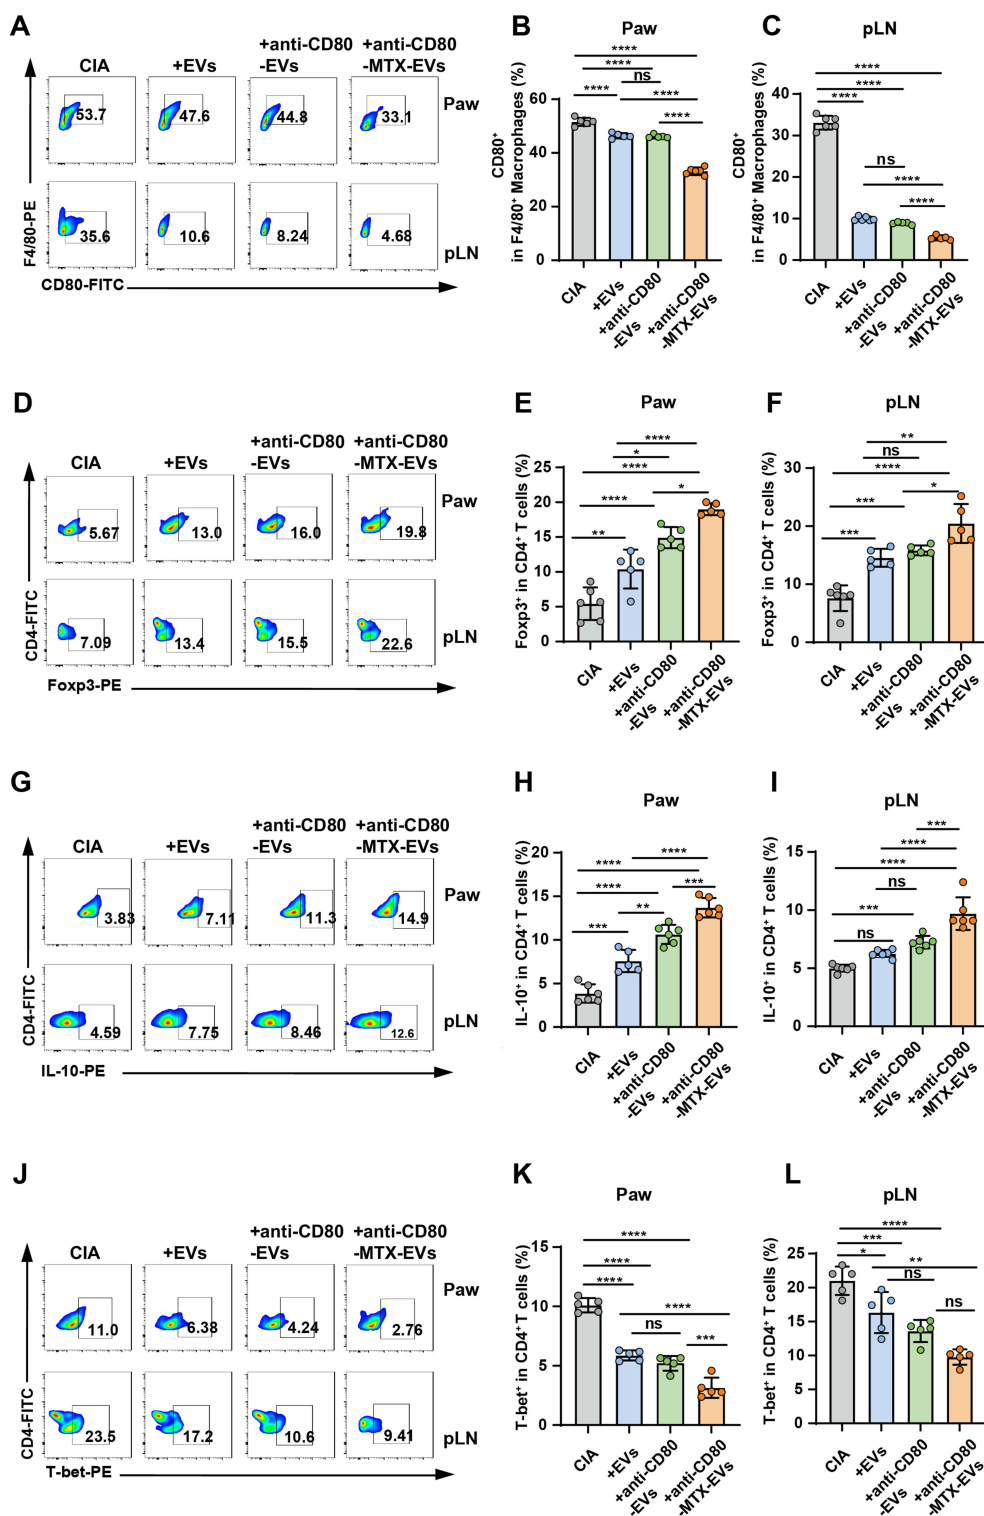 A
CIA
+EVs
+anti-CD80
-EVs
+anti-CD80
-MTX-EVs
53.7
47.6
44.8
33.1
Paw
35.6
10.6
8.24
4.68
pLN
F4/80-PE
CD80-FITC
B
Paw
CD80⁺
in F4/80⁺ Macrophages (%)
60
40
20
0
****
****
ns
**** ****
****
CIA
+EVs
+anti-CD80
-EVs
+anti-CD80
-MTX-EVs
C
pLN
CD80⁺
in F4/80⁺ Macrophages (%)
40
30
20
10
0
****
****
****
ns
****
****
CIA
+EVs
+anti-CD80
-EVs
+anti-CD80
-MTX-EVs
D
CIA
+EVs
+anti-CD80
-EVs
+anti-CD80
-MTX-EVs
5.67
13.0
16.0
19.8
Paw
7.09
13.4
15.5
22.6
pLN
CD4-FITC
Foxp3-PE
E
Paw
Foxp3⁺ in CD4⁺ T cells (%)
25
20
15
10
5
0
****
*
****
*
****
**
CIA
+EVs
+anti-CD80
-EVs
+anti-CD80
-MTX-EVs
F
pLN
Foxp3⁺ in CD4⁺ T cells (%)
30
20
10
0
**
ns
****
*
***
***
CIA
+EVs
+anti-CD80
-EVs
+anti-CD80
-MTX-EVs
G
CIA
+EVs
+anti-CD80
-EVs
+anti-CD80
-MTX-EVs
3.83
7.11
11.3
14.9
Paw
4.59
7.75
8.46
12.6
pLN
CD4-FITC
IL-10-PE
H
Paw
IL-10⁺ in CD4⁺ T cells (%)
20
15
10
5
0
**** ****
**** ***
**
***
CIA
+EVs
+anti-CD80
-EVs
+anti-CD80
-MTX-EVs
I
pLN
IL-10⁺ in CD4⁺ T cells (%)
15
10
5
0
***
****
****
ns
***
ns
CIA
+EVs
+anti-CD80
-EVs
+anti-CD80
-MTX-EVs
J
CIA
+EVs
+anti-CD80
-EVs
+anti-CD80
-MTX-EVs
11.0
6.38
4.24
2.76
Paw
23.5
17.2
10.6
9.41
pLN
CD4-FITC
T-bet-PE
K
Paw
T-bet⁺ in CD4⁺ T cells (%)
15
10
5
0
****
****
****
****
ns
***
CIA
+EVs
+anti-CD80
-EVs
+anti-CD80
-MTX-EVs
L
pLN
T-bet⁺ in CD4⁺ T cells (%)
25
20
15
10
5
0
****
***
* **
ns
ns
CIA
+EVs
+anti-CD80
-EVs
+anti-CD80
-MTX-EVs